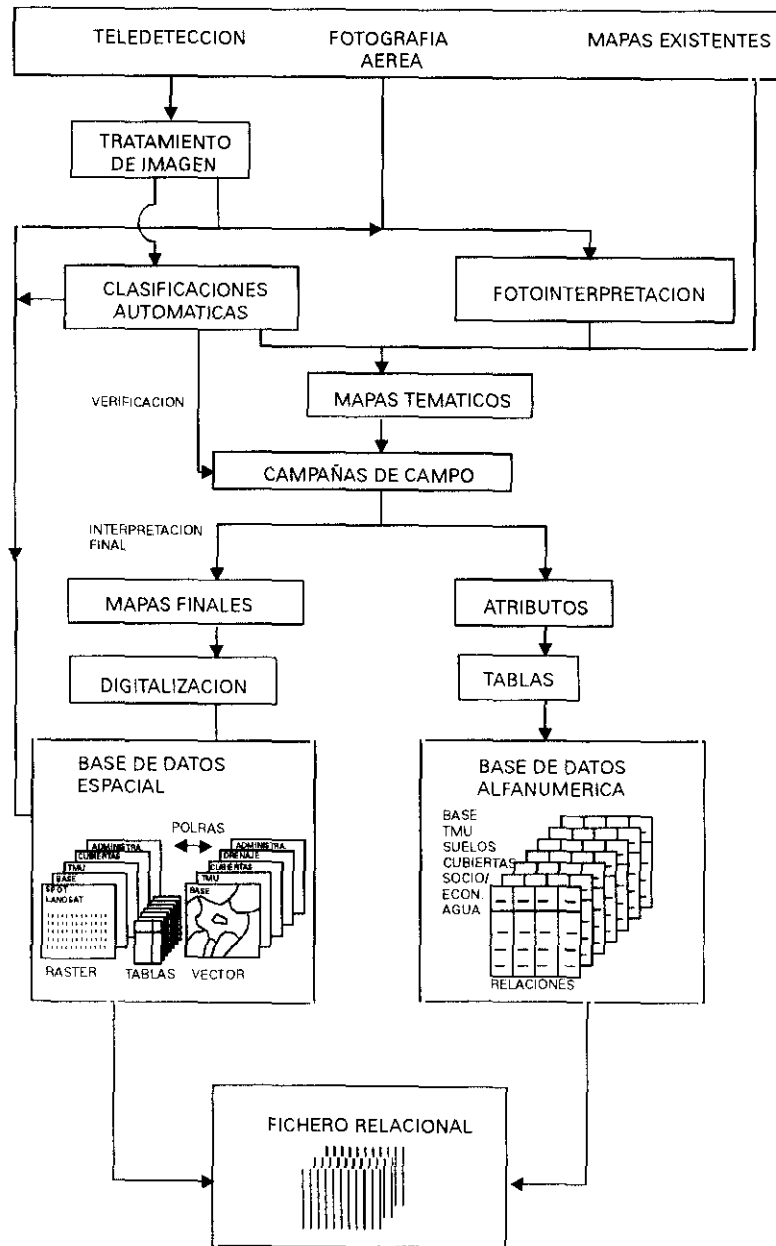 TELEDETECCION
FOTOGRAFIA
AEREA
MAPAS EXISTENTES
TRATAMIENTO
DE IMAGEN
CLASIFICACIONES
AUTOMATICAS
FOTOINTERPRETACION
MAPAS TEMATICOS
VERIFICACION
CAMPAÑAS DE CAMPO
INTERPRETACION
FINAL
MAPAS FINALES
ATRIBUTOS
DIGITALIZACION
TABLAS
BASE DE DATOS
ESPACIAL
POLRAS
ADMINISTRA.
CUBIERTAS
TMU
BASE
SPOT
LANDSAT
RASTER
TABLAS
ADMINISTRA.
DRENAJE
CUBIERTAS
TMU
BASE
VECTOR
BASE DE DATOS
ALFANUMERICA
BASE
TMU
SUELOS
CUBIERTAS
SOCIO/
ECON.
AGUA
RELACIONES
FICHERO RELACIONAL